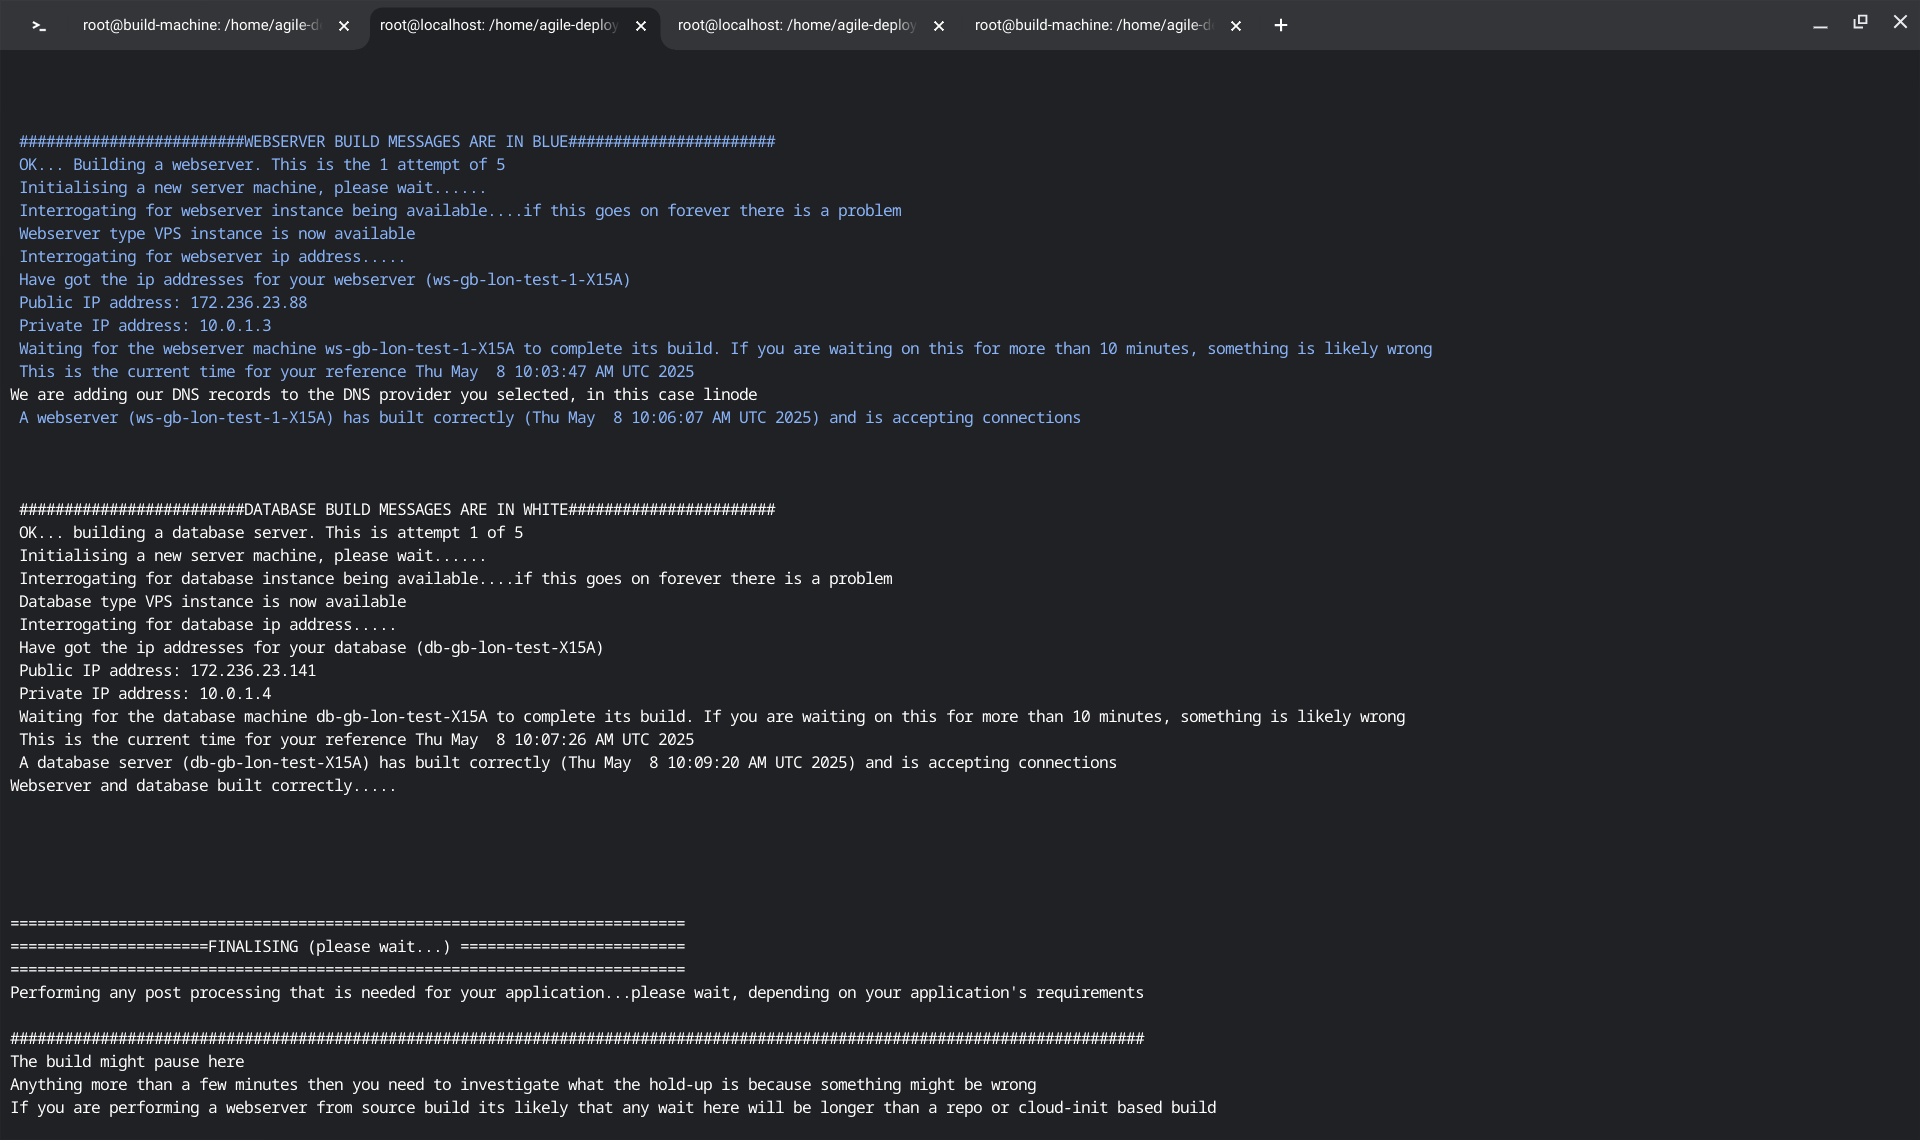 root@build-machine: /home/agile-d
root@localhost: /home/agile-deploy
root@localhost: /home/agile-deploy
root@build-machine: /home/agile-d
#########################WEBSERVER BUILD MESSAGES ARE IN BLUE#######################
OK... Building a webserver. This is the 1 attempt of 5
Initialising a new server machine, please wait......
Interrogating for webserver instance being available....if this goes on forever there is a problem
Webserver type VPS instance is now available
Interrogating for webserver ip address.....
Have got the ip addresses for your webserver (ws-gb-lon-test-1-X15A)
Public IP address: 172.236.23.88
Private IP address: 10.0.1.3
Waiting for the webserver machine ws-gb-lon-test-1-X15A to complete its build. If you are waiting on this for more than 10 minutes, something is likely wrong
This is the current time for your reference Thu May  8 10:03:47 AM UTC 2025
We are adding our DNS records to the DNS provider you selected, in this case linode
A webserver (ws-gb-lon-test-1-X15A) has built correctly (Thu May  8 10:06:07 AM UTC 2025) and is accepting connections
#########################DATABASE BUILD MESSAGES ARE IN WHITE#######################
OK... building a database server. This is attempt 1 of 5
Initialising a new server machine, please wait......
Interrogating for database instance being available....if this goes on forever there is a problem
Database type VPS instance is now available
Interrogating for database ip address.....
Have got the ip addresses for your database (db-gb-lon-test-X15A)
Public IP address: 172.236.23.141
Private IP address: 10.0.1.4
Waiting for the database machine db-gb-lon-test-X15A to complete its build. If you are waiting on this for more than 10 minutes, something is likely wrong
This is the current time for your reference Thu May  8 10:07:26 AM UTC 2025
A database server (db-gb-lon-test-X15A) has built correctly (Thu May  8 10:09:20 AM UTC 2025) and is accepting connections
Webserver and database built correctly.....
===========================================================================
======================FINALISING (please wait...) =========================
===========================================================================
Performing any post processing that is needed for your application...please wait, depending on your application's requirements
##############################################################################################################################
The build might pause here
Anything more than a few minutes then you need to investigate what the hold-up is because something might be wrong
If you are performing a webserver from source build its likely that any wait here will be longer than a repo or cloud-init based build